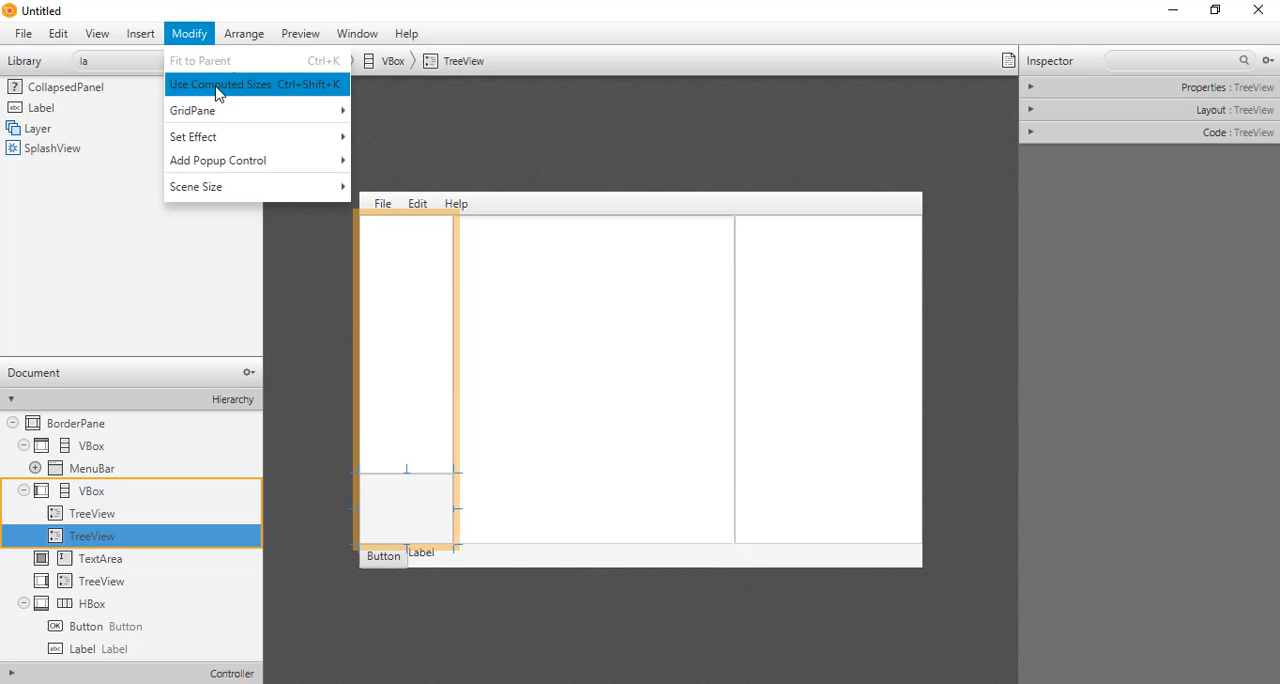 Untitled
File Edit View Insert Modify Arrange Preview Window Help
Library la
CollapsedPanel
Label
Layer
SplashView
Fit to Parent Ctrl+K
Use Computed Sizes Ctrl+Shift+K
GridPane
Set Effect
Add Popup Control
Scene Size
VBox TreeView
Inspector
Properties : TreeView
Layout : TreeView
Code : TreeView
File Edit Help
Button Label
Document
Hierarchy
BorderPane
VBox
MenuBar
VBox
TreeView
TreeView
TextArea
TreeView
HBox
Button Button
Label Label
Controller